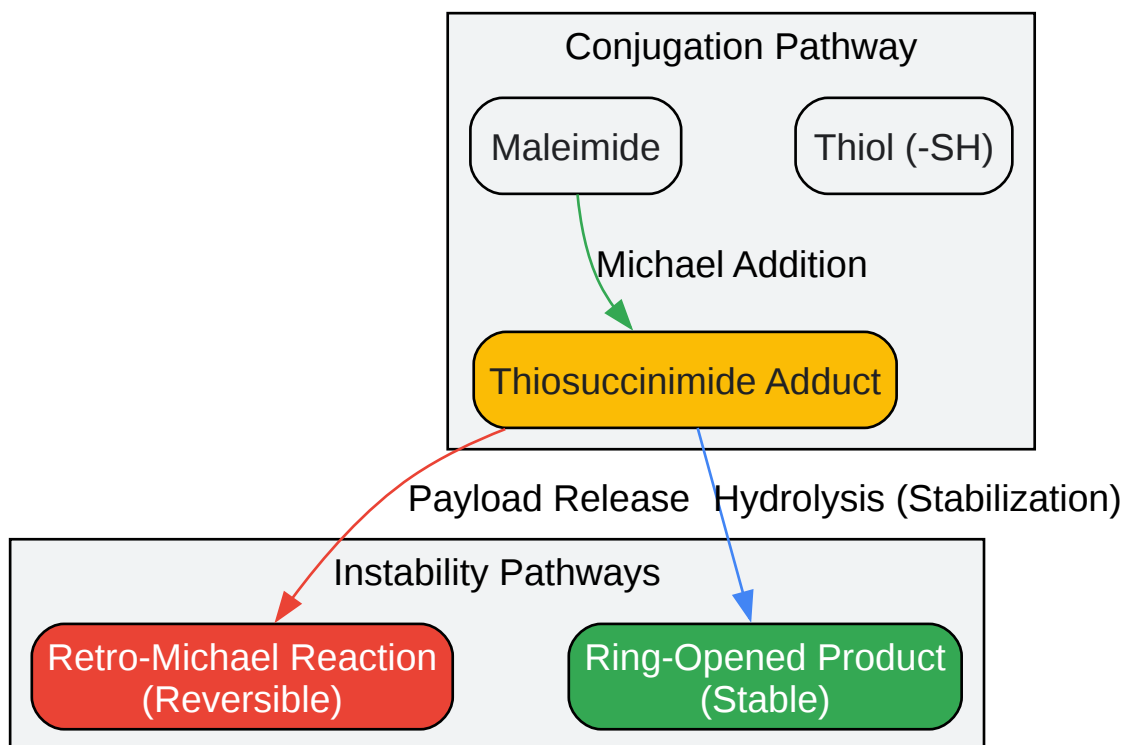 Conjugation Pathway
Maleimide
Thiol (-SH)
Michael Addition
Thiosuccinimide Adduct
Payload Release
Hydrolysis (Stabilization)
Instability Pathways
Retro-Michael Reaction
(Reversible)
Ring-Opened Product
(Stable)